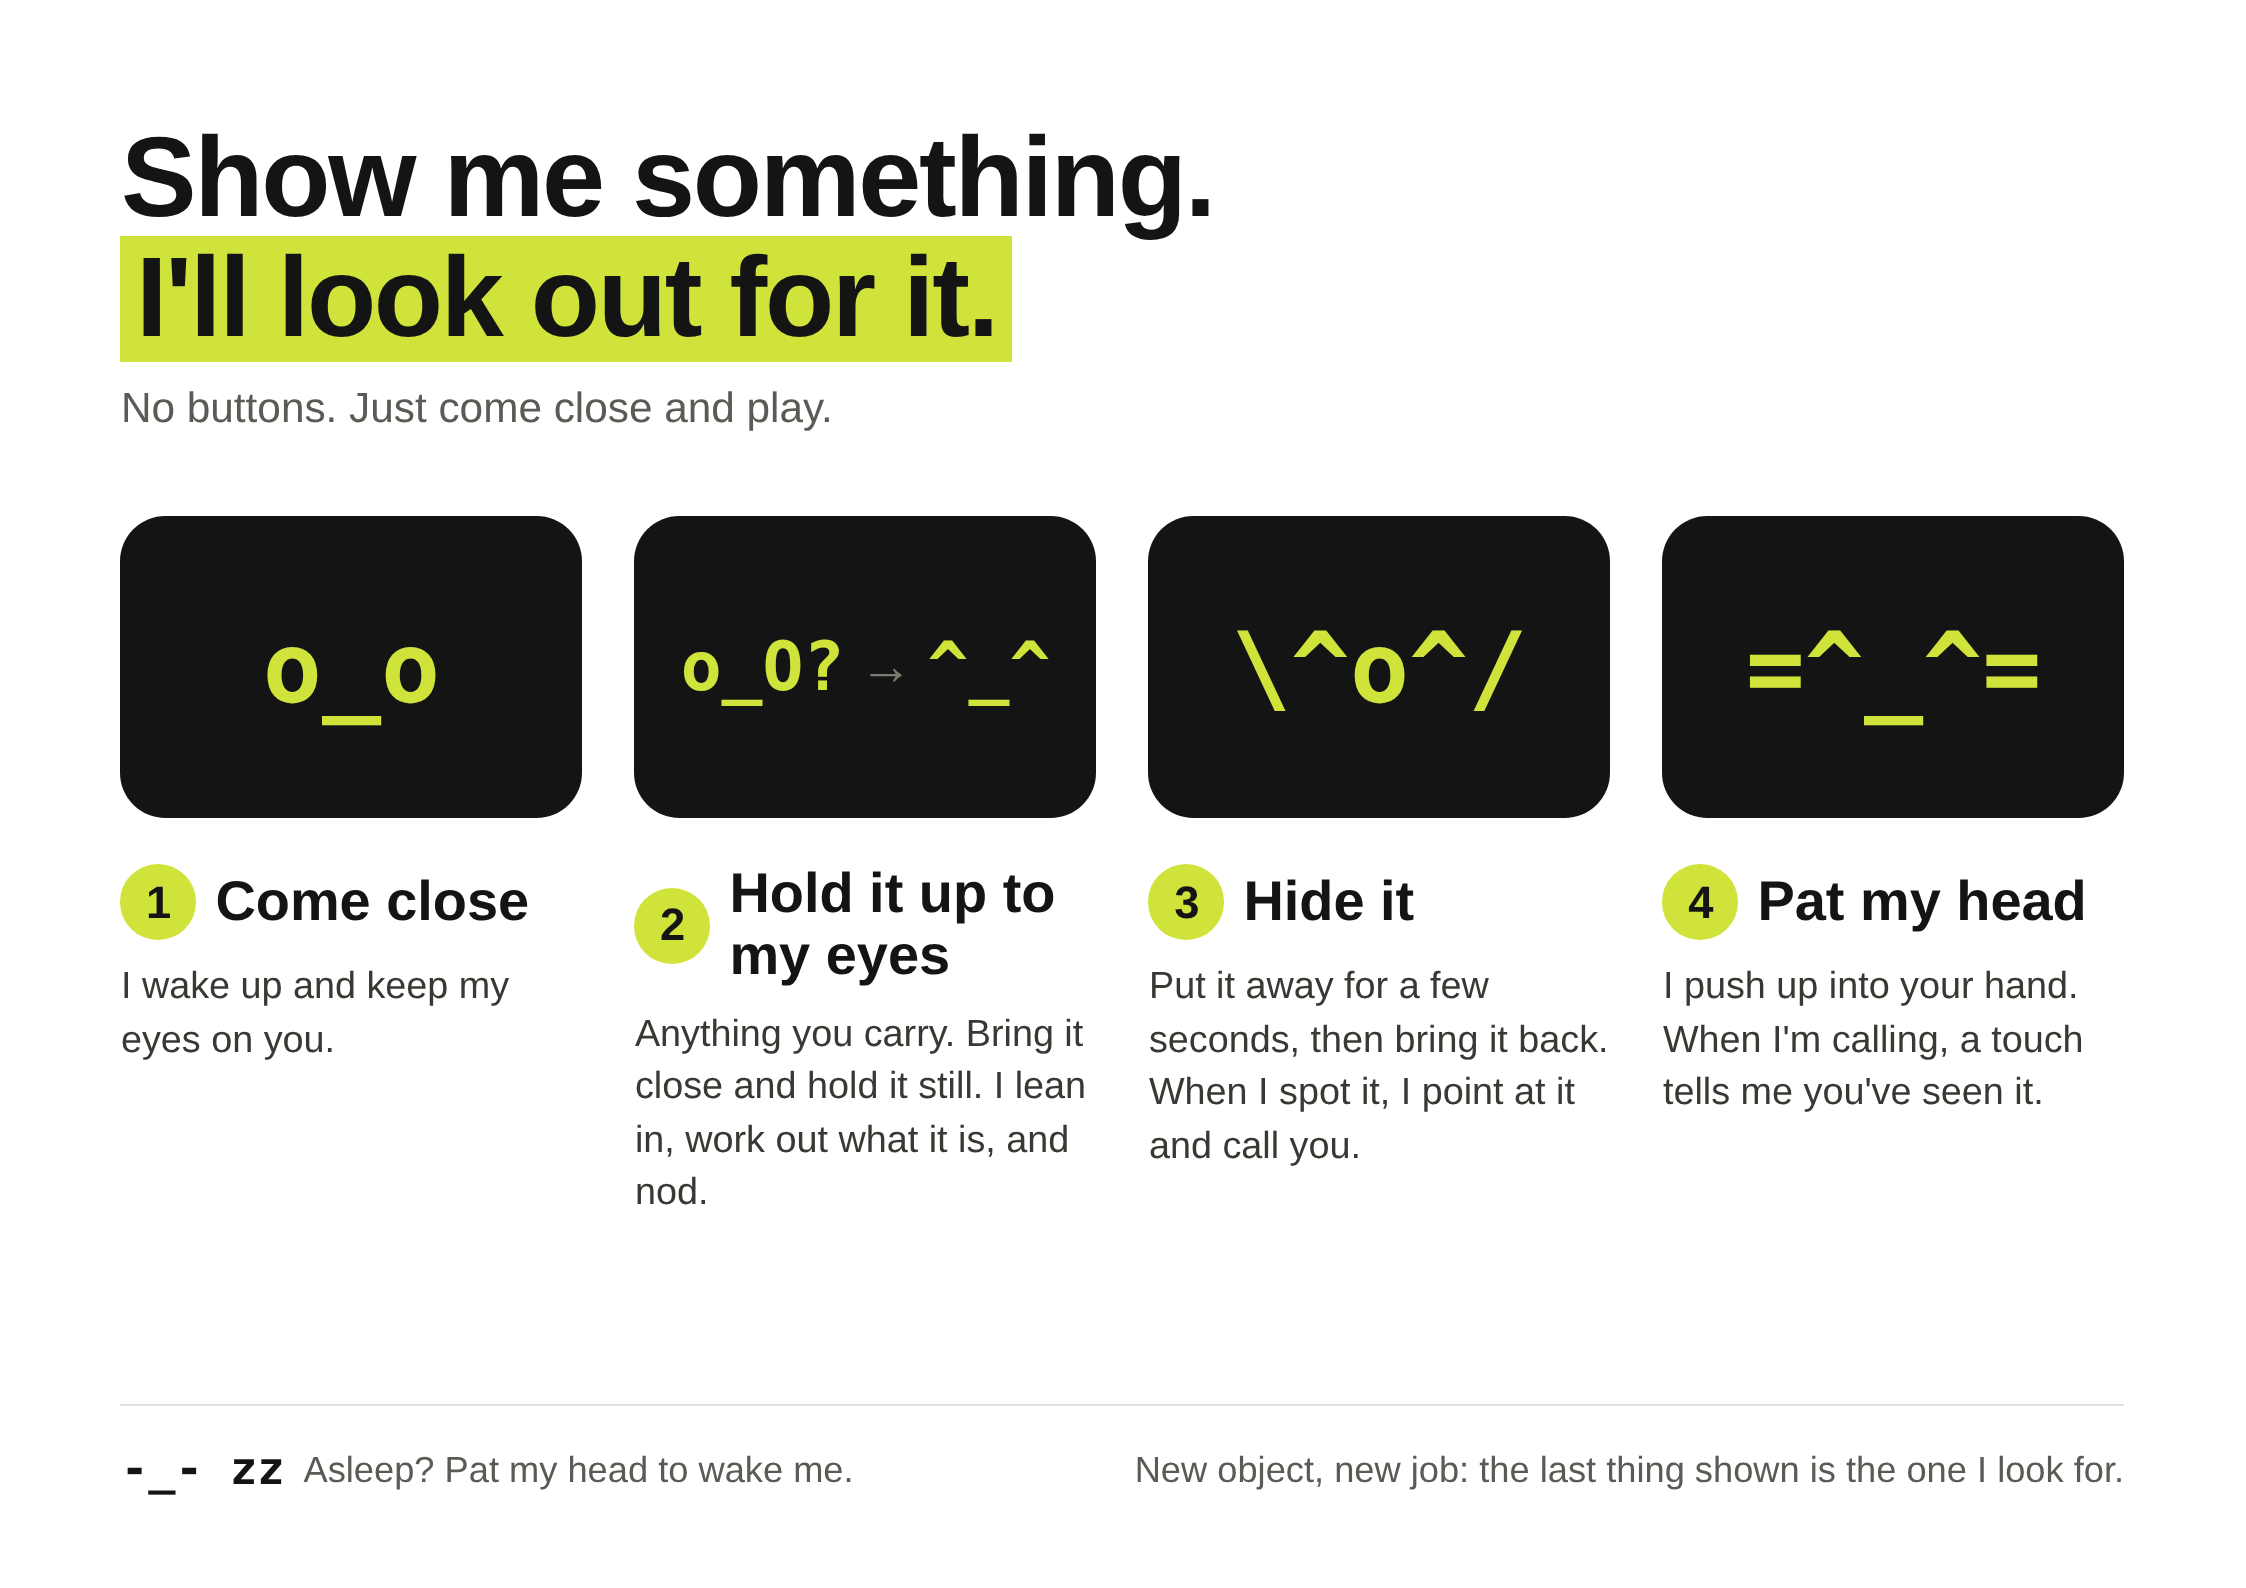 Show me something.
I'll look out for it.
No buttons. Just come close and play.
o_o
o_O? → ^_^
\^o^/
=^_^=
1 Come close
I wake up and keep my
eyes on you.
2 Hold it up to
my eyes
Anything you carry. Bring it
close and hold it still. I lean
in, work out what it is, and
nod.
3 Hide it
Put it away for a few
seconds, then bring it back.
When I spot it, I point at it
and call you.
4 Pat my head
I push up into your hand.
When I'm calling, a touch
tells me you've seen it.
-_- zz Asleep? Pat my head to wake me.
New object, new job: the last thing shown is the one I look for.